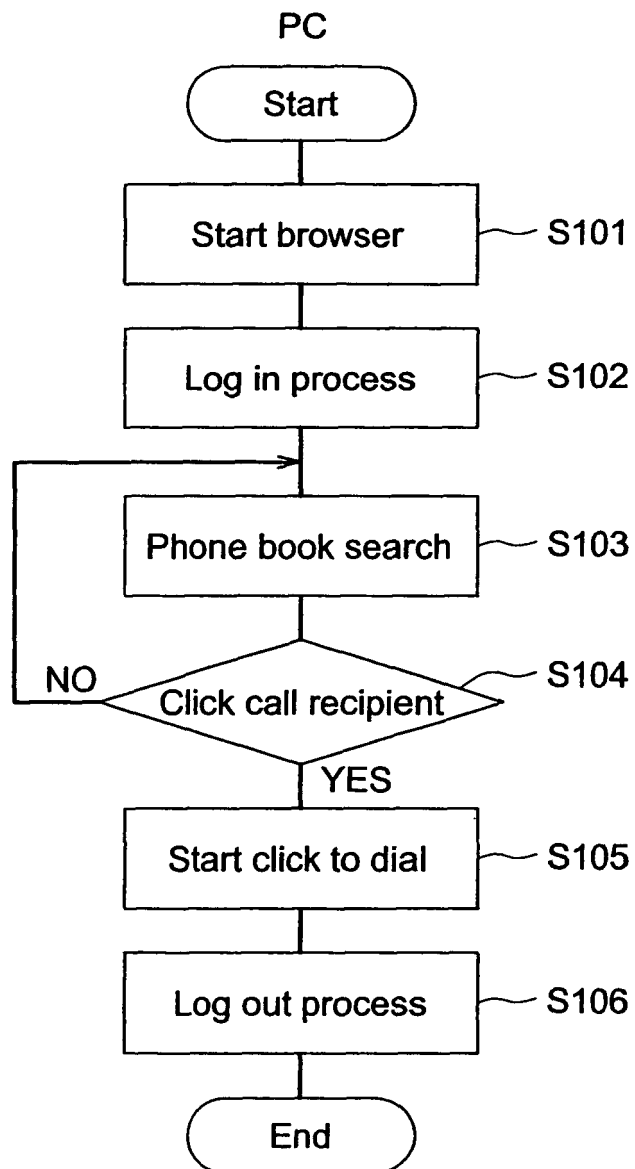 PC
Start
Start browser
S101
Log in process
S102
Phone book search
S103
NO
Click call recipient
S104
YES
Start click to dial
S105
Log out process
S106
End